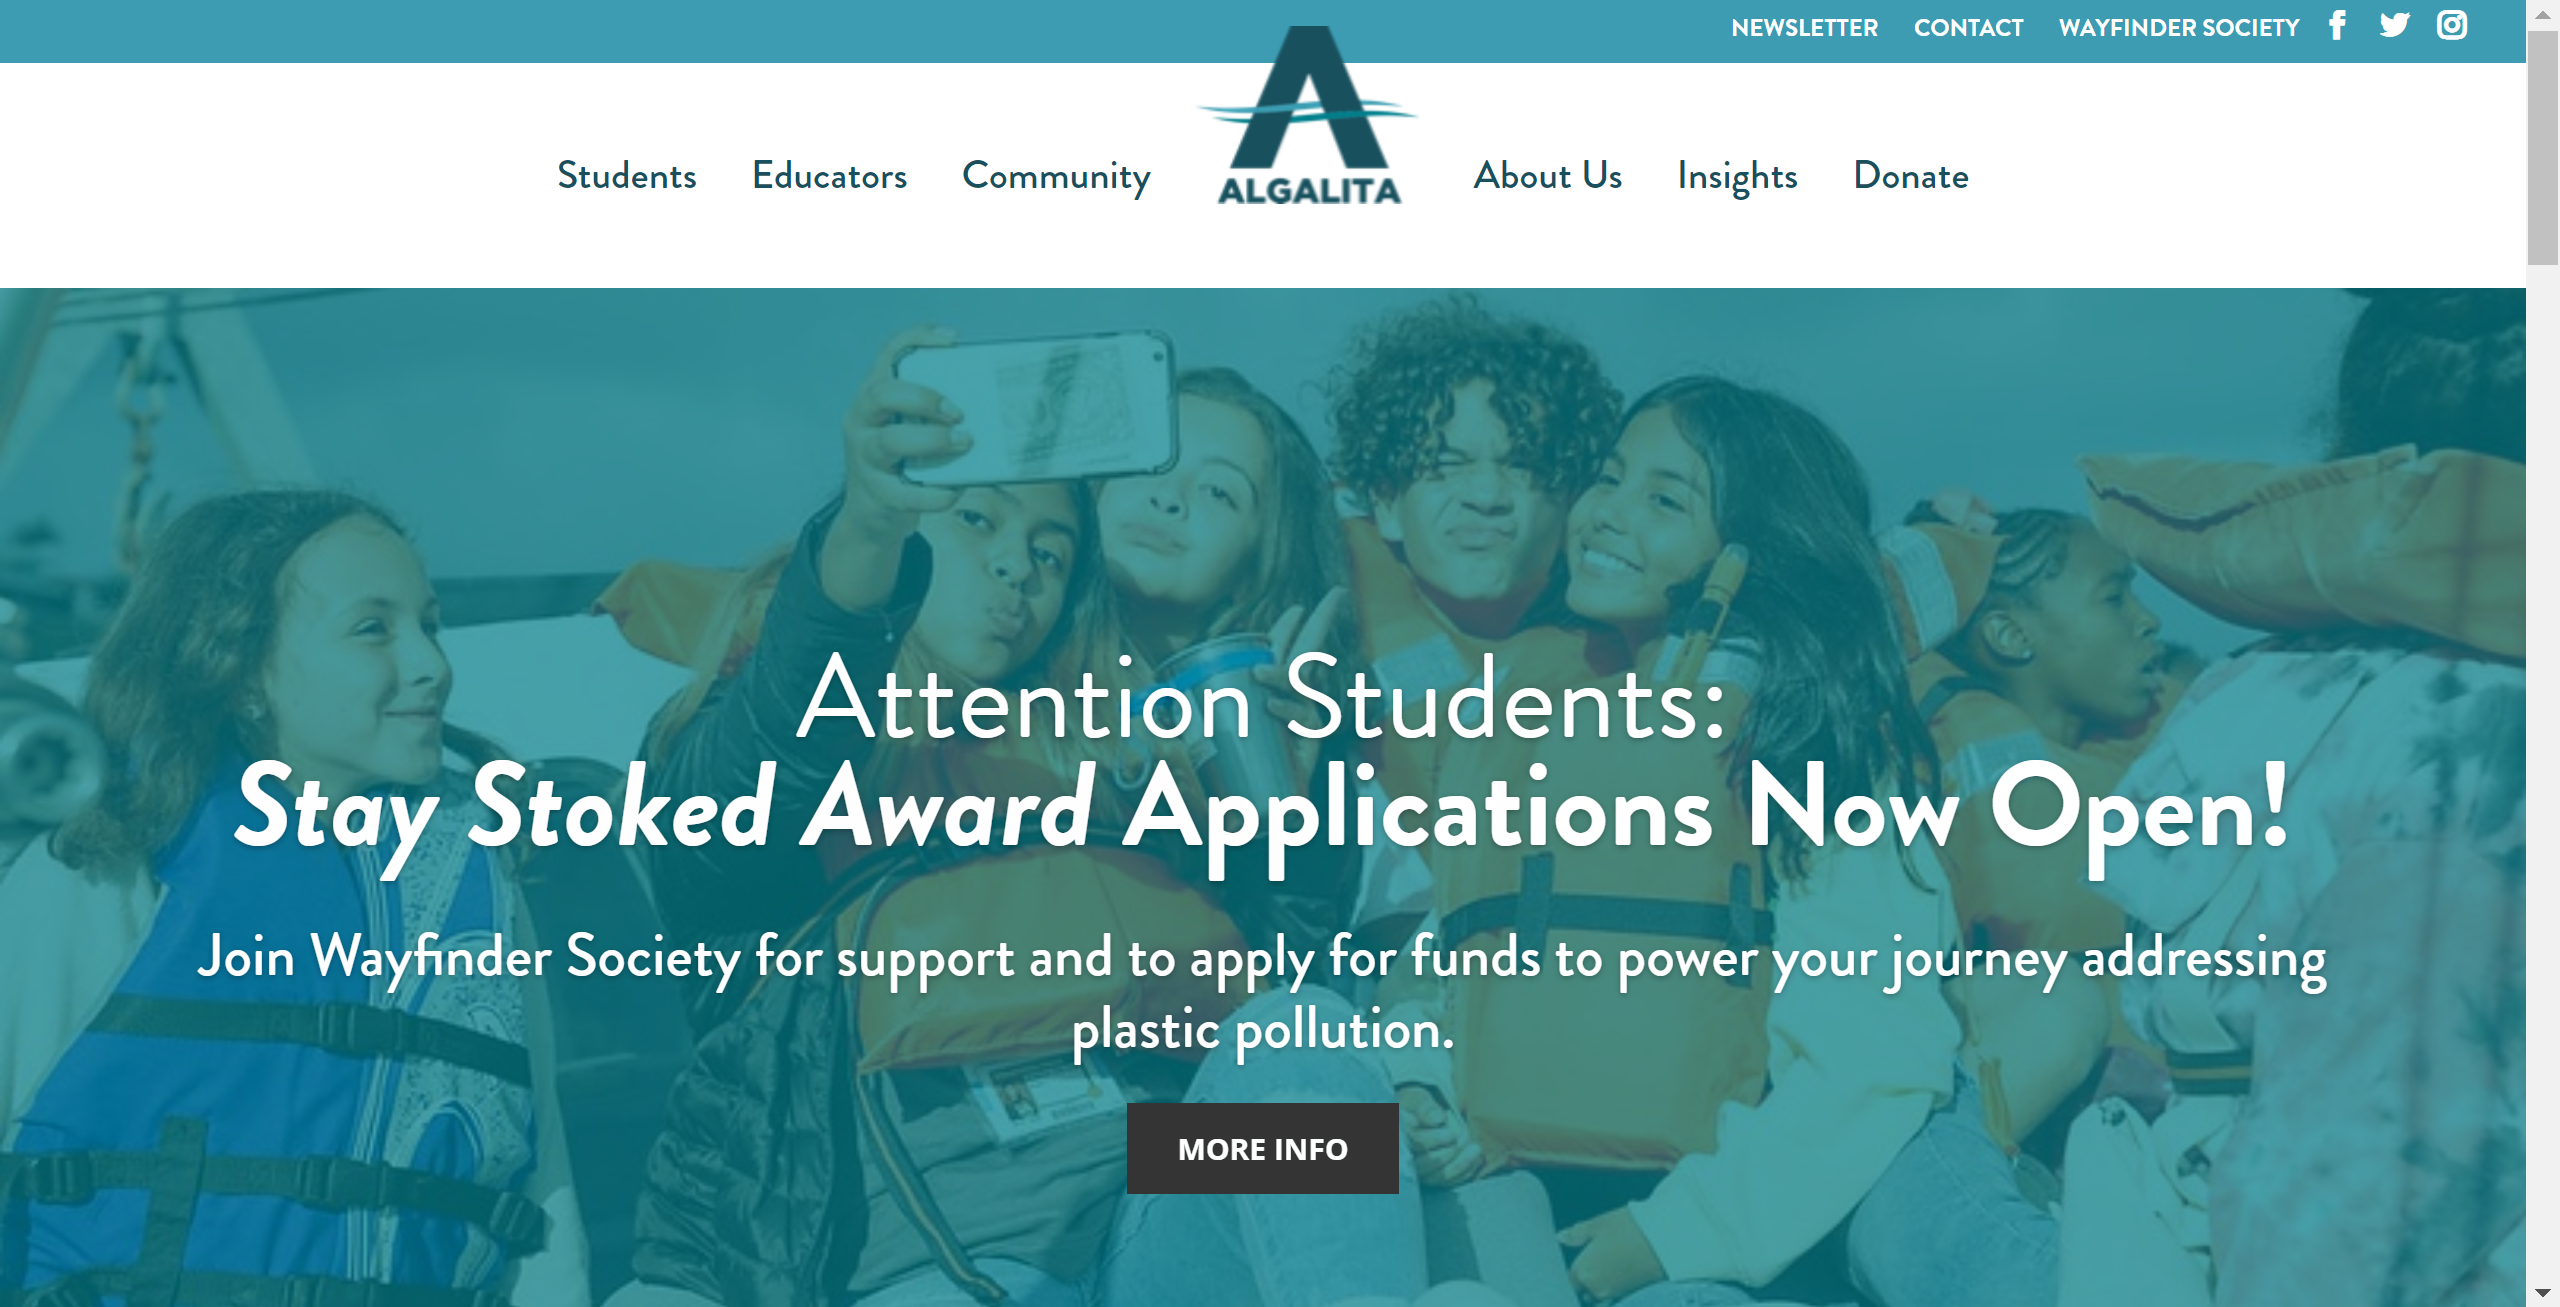 NEWSLETTER CONTACT WAYFINDER SOCIETY
Students Educators Community ALGALITA About Us Insights Donate
Attention Students:
Stay Stoked Award Applications Now Open!
Join Wayfinder Society for support and to apply for funds to power your journey addressing
plastic pollution.
MORE INFO